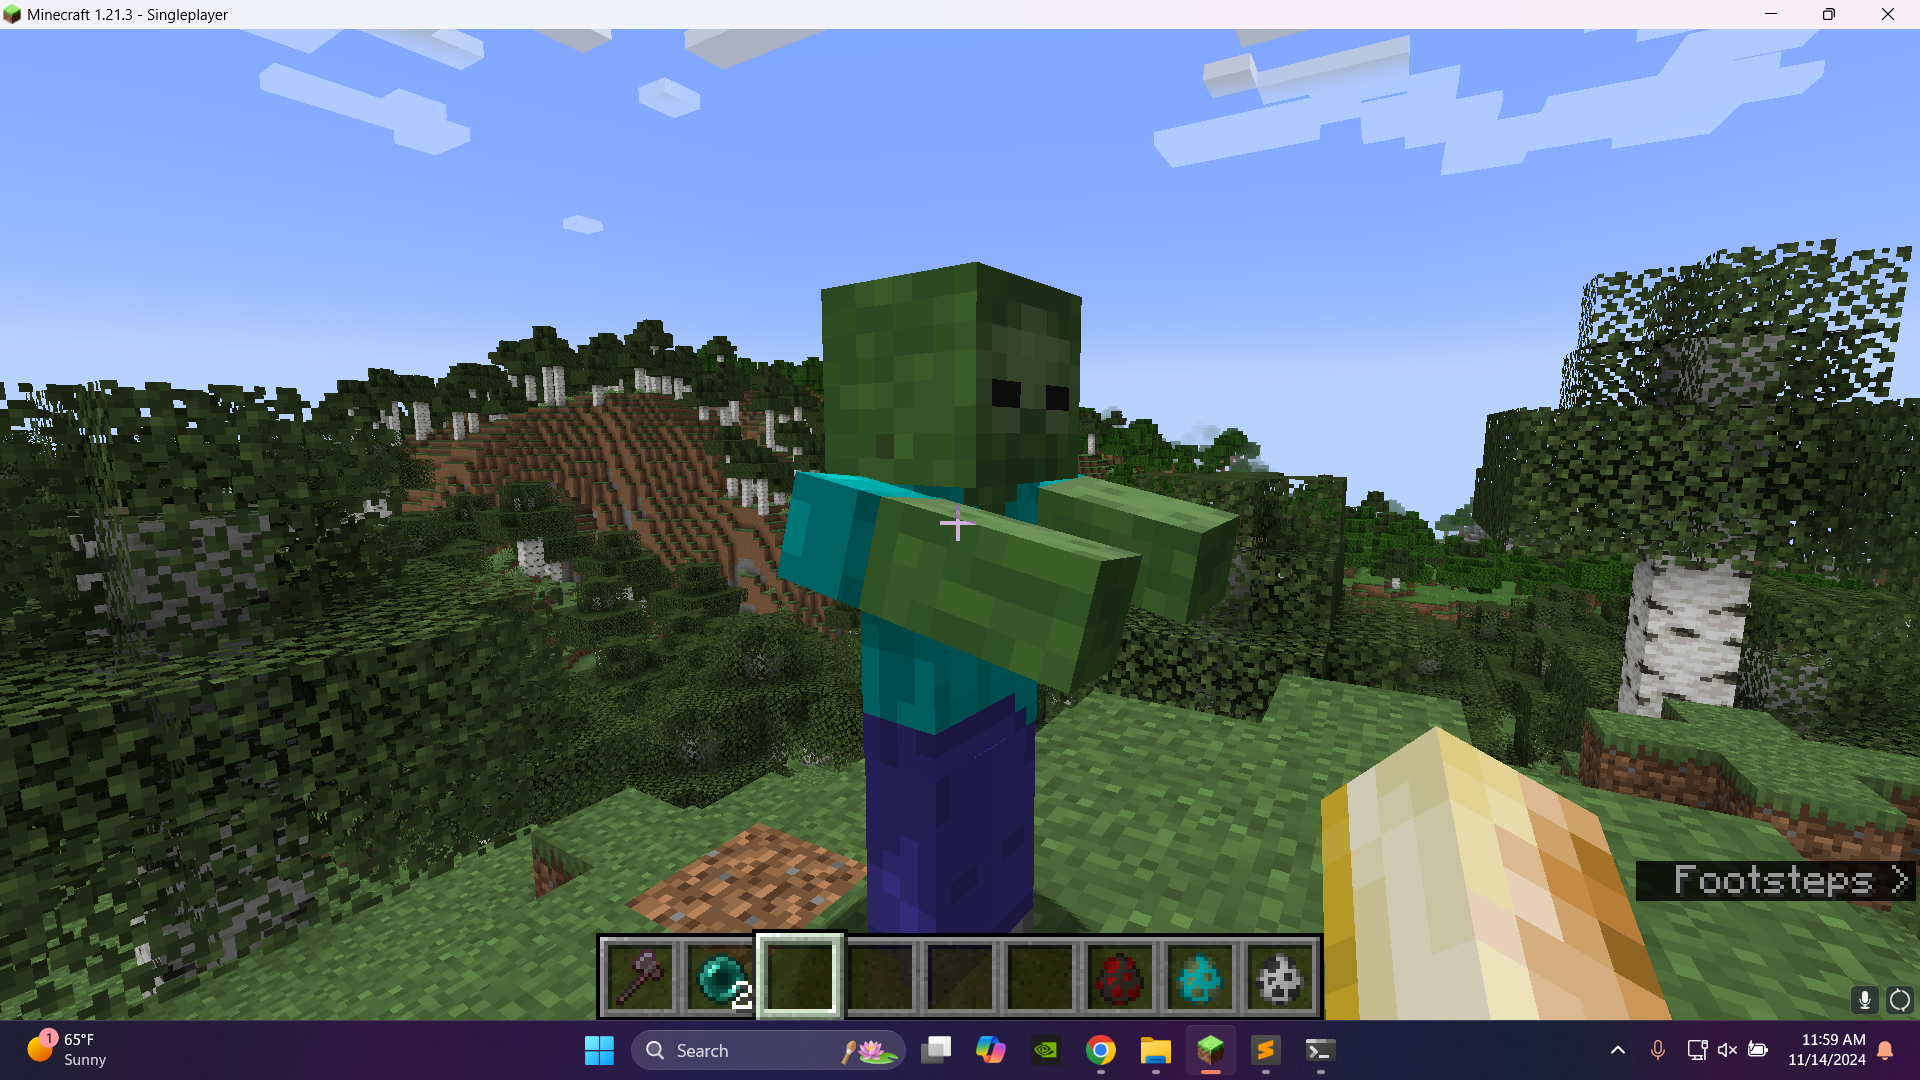 Minecraft 1.21.3 - Singleplayer
Footsteps >
2
1
65°F
Sunny
Search
11:59 AM
11/14/2024